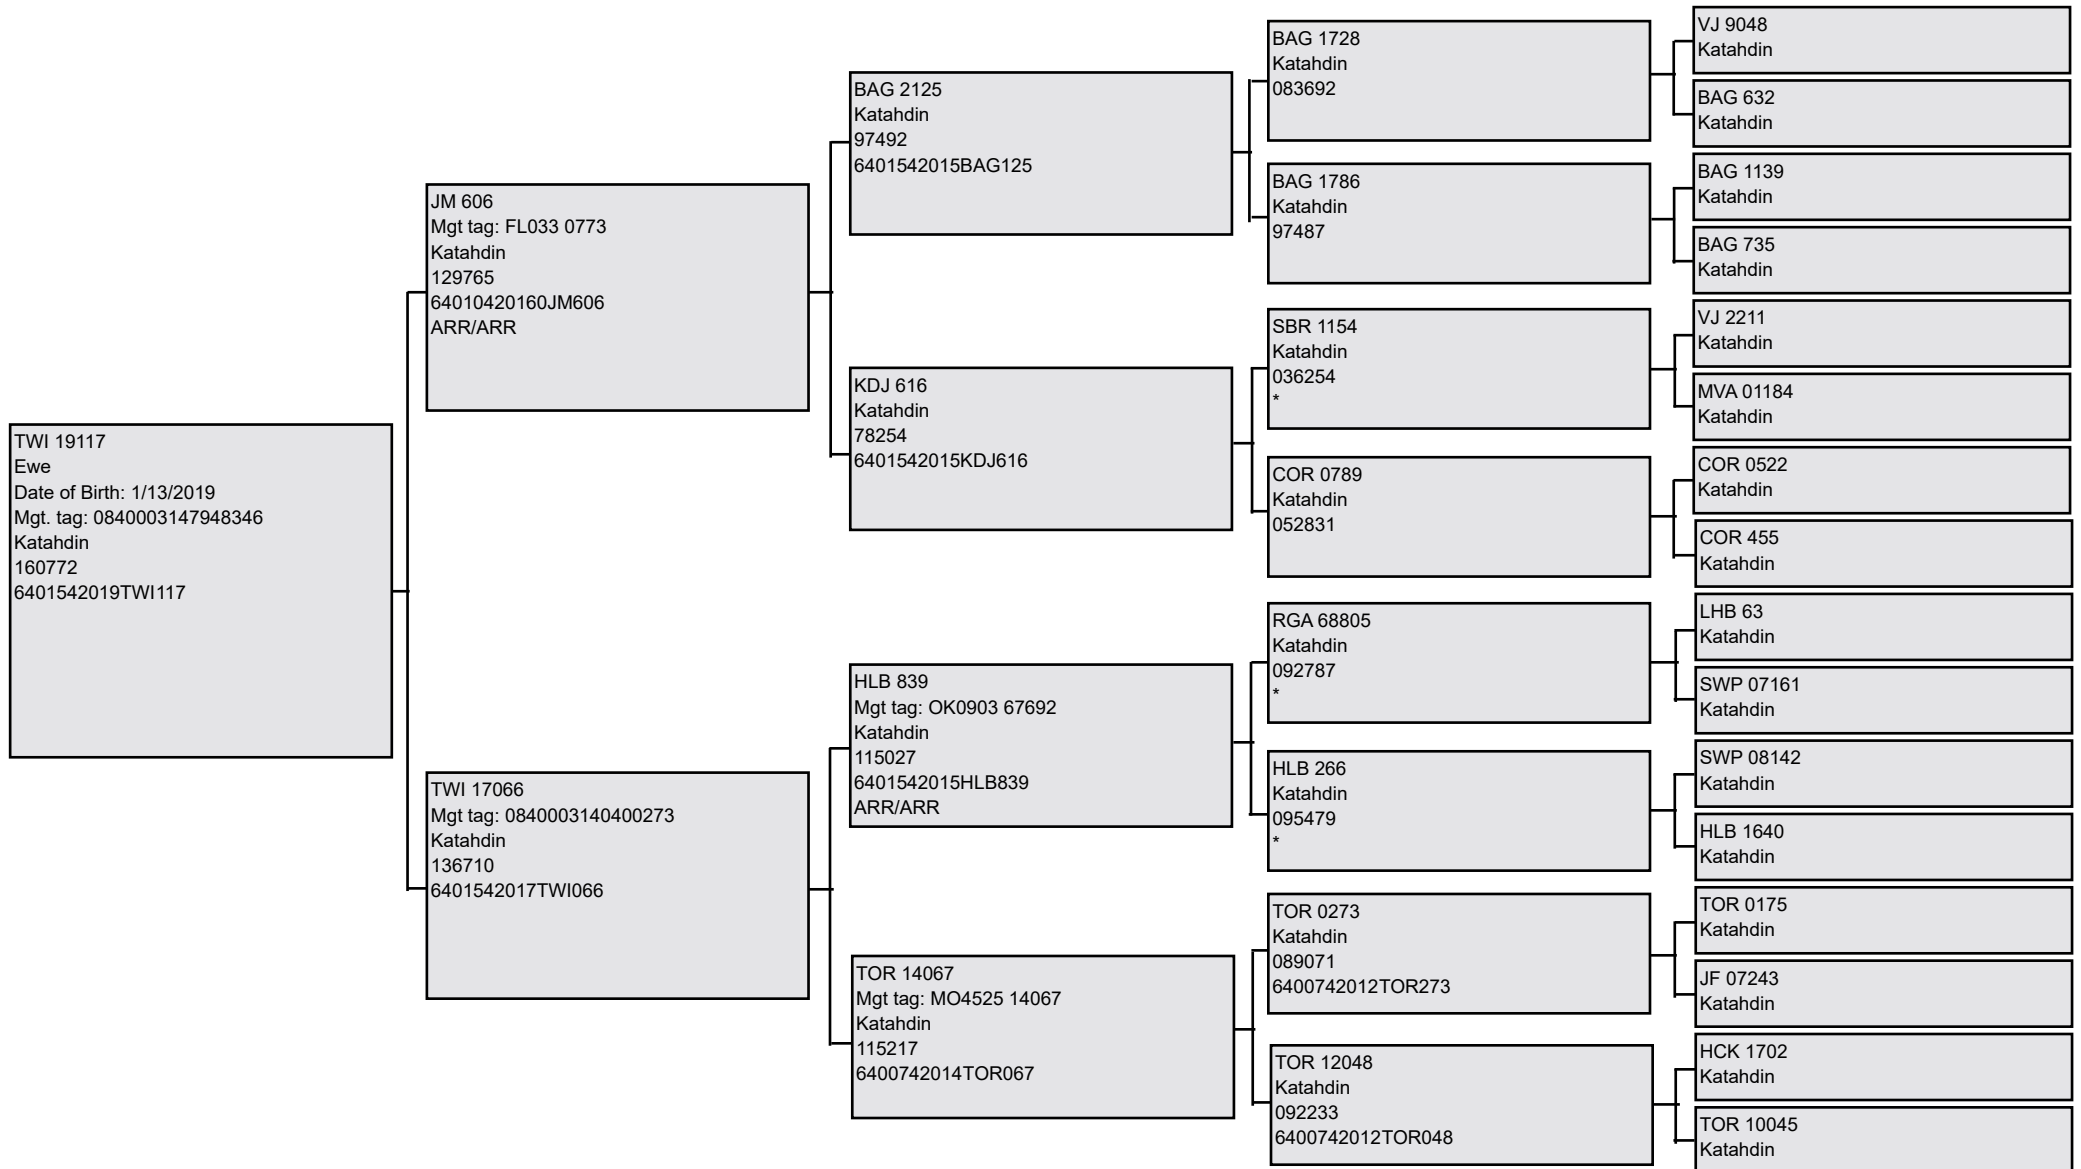 TWI 19117
Ewe
Date of Birth: 1/13/2019
Mgt. tag: 0840003147948346
Katahdin
160772
6401542019TWI117
JM 606
Mgt tag: FL033 0773
Katahdin
129765
64010420160JM606
ARR/ARR
TWI 17066
Mgt tag: 0840003140400273
Katahdin
136710
6401542017TWI066
BAG 2125
Katahdin
97492
6401542015BAG125
KDJ 616
Katahdin
78254
6401542015KDJ616
HLB 839
Mgt tag: OK0903 67692
Katahdin
115027
6401542015HLB839
ARR/ARR
TOR 14067
Mgt tag: MO4525 14067
Katahdin
115217
6400742014TOR067
BAG 1728
Katahdin
083692
BAG 1786
Katahdin
97487
SBR 1154
Katahdin
036254
*
COR 0789
Katahdin
052831
RGA 68805
Katahdin
092787
*
HLB 266
Katahdin
095479
*
TOR 0273
Katahdin
089071
6400742012TOR273
TOR 12048
Katahdin
092233
6400742012TOR048
VJ 9048
Katahdin
BAG 632
Katahdin
BAG 1139
Katahdin
BAG 735
Katahdin
VJ 2211
Katahdin
MVA 01184
Katahdin
COR 0522
Katahdin
COR 455
Katahdin
LHB 63
Katahdin
SWP 07161
Katahdin
SWP 08142
Katahdin
HLB 1640
Katahdin
TOR 0175
Katahdin
JF 07243
Katahdin
HCK 1702
Katahdin
TOR 10045
Katahdin